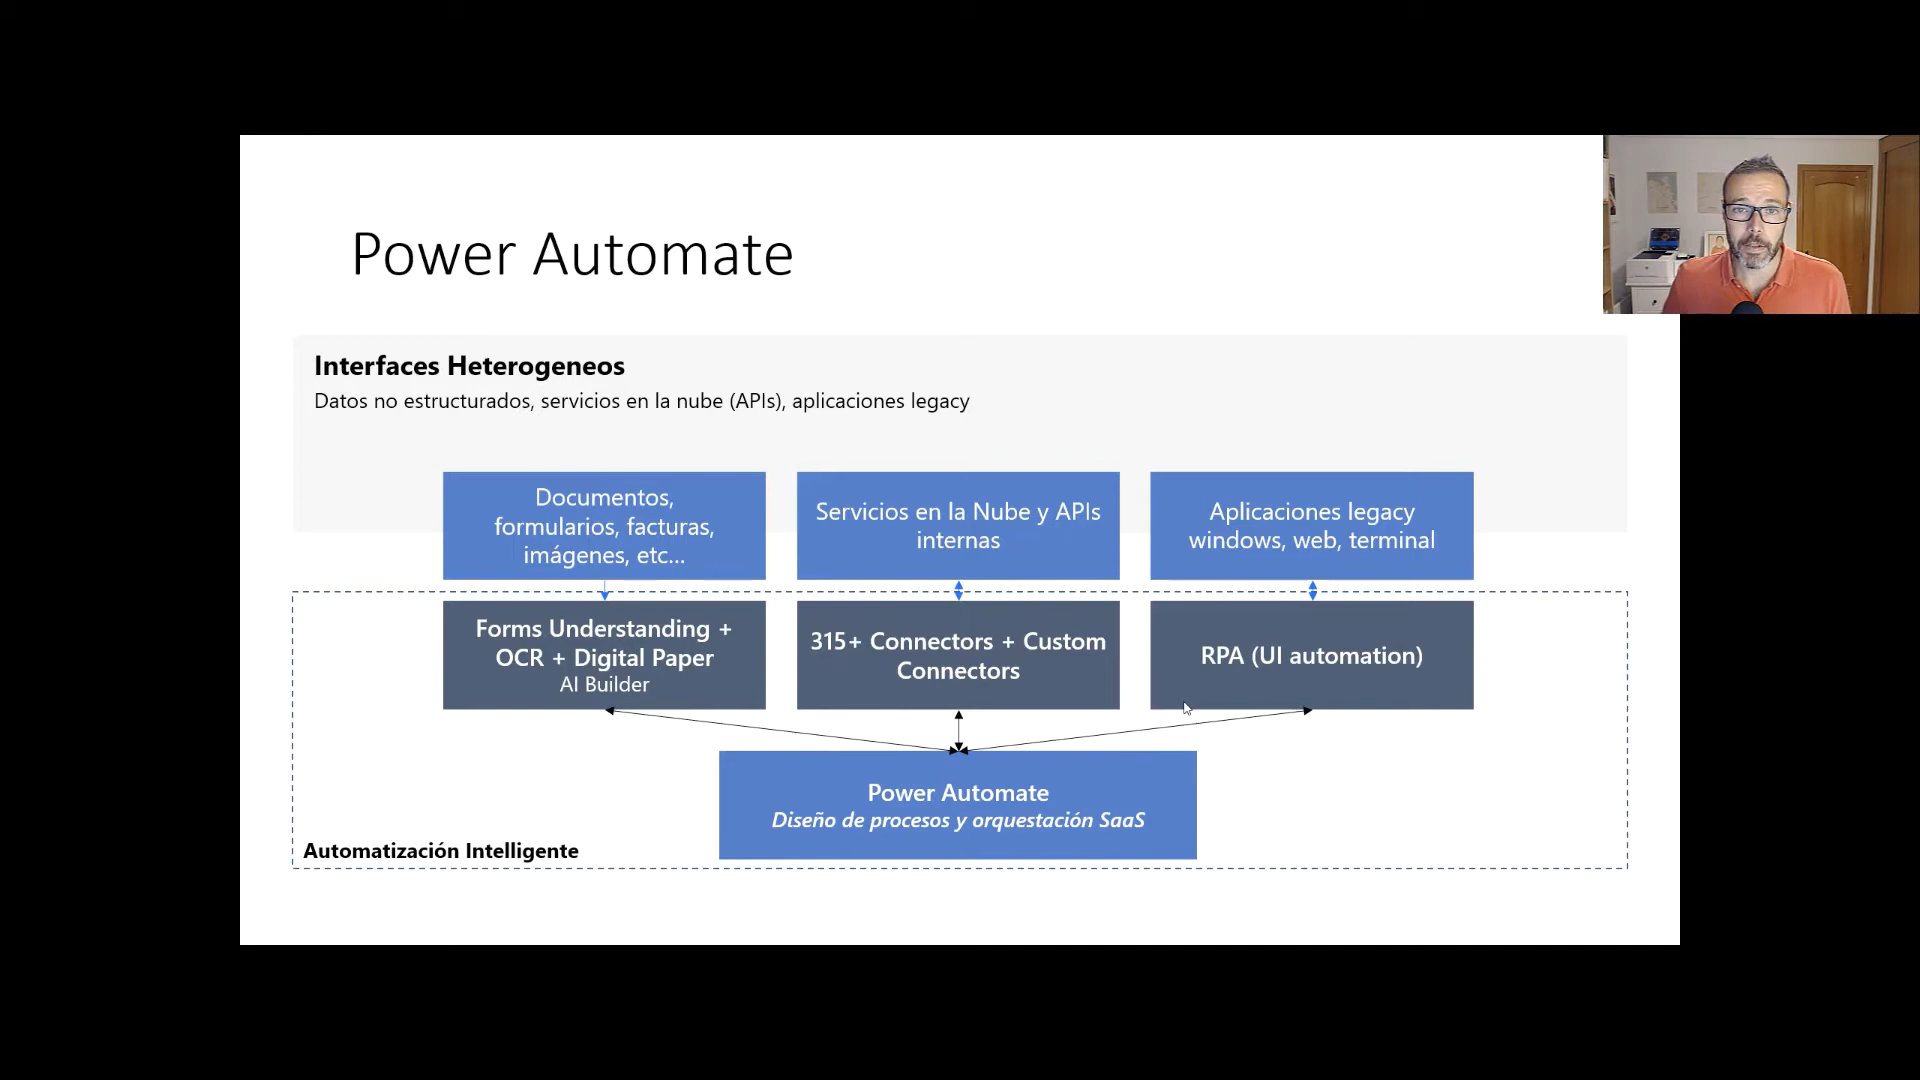 Power Automate
Interfaces Heterogeneos
Datos no estructurados, servicios en la nube (APIs), aplicaciones legacy
Documentos,
formularios, facturas,
imágenes, etc...
Servicios en la Nube y APIs
internas
Aplicaciones legacy
windows, web, terminal
Forms Understanding +
OCR + Digital Paper
AI Builder
315+ Connectors + Custom
Connectors
RPA (UI automation)
Power Automate
Diseño de procesos y orquestación SaaS
Automatización Intelligente